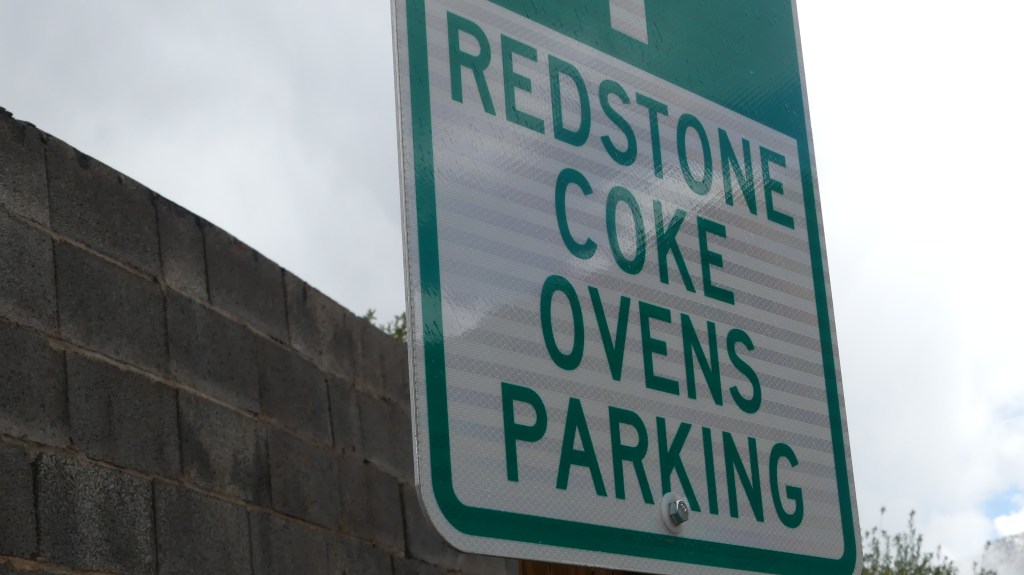 REDSTONE
COKE
OVENS
PARKING